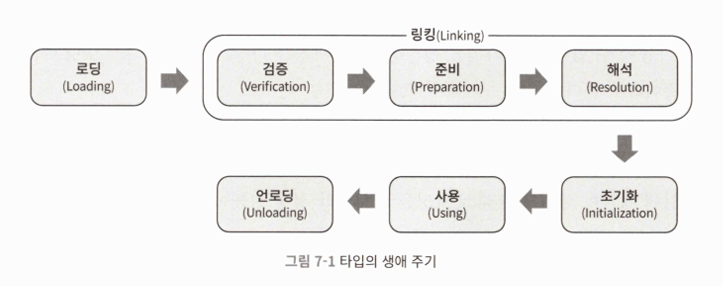 링킹(Linking)
로딩
(Loading)
검증
(Verification)
준비
(Preparation)
해석
(Resolution)
언로딩
(Unloading)
사용
(Using)
초기화
(Initialization)
그림 7-1 타입의 생애 주기